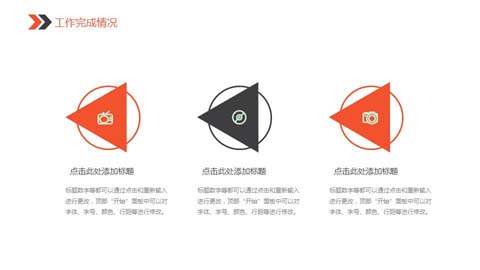 工作完成情况
点击此处添加标题
标题数字等都可以通过点击和重新输入
进行更改，顶部“开始”面板中可以对
字体、字号、颜色、行距等进行修改。
点击此处添加标题
标题数字等都可以通过点击和重新输入
进行更改，顶部“开始”面板中可以对
字体、字号、颜色、行距等进行修改。
点击此处添加标题
标题数字等都可以通过点击和重新输入
进行更改，顶部“开始”面板中可以对
字体、字号、颜色、行距等进行修改。